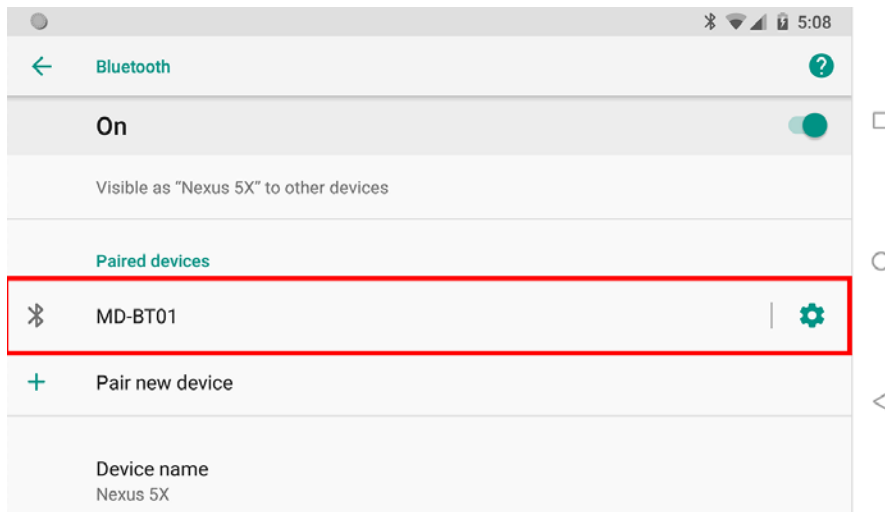 5:08
Bluetooth
On
Visible as “Nexus 5X” to other devices
Paired devices
MD-BT01
Pair new device
Device name
Nexus 5X